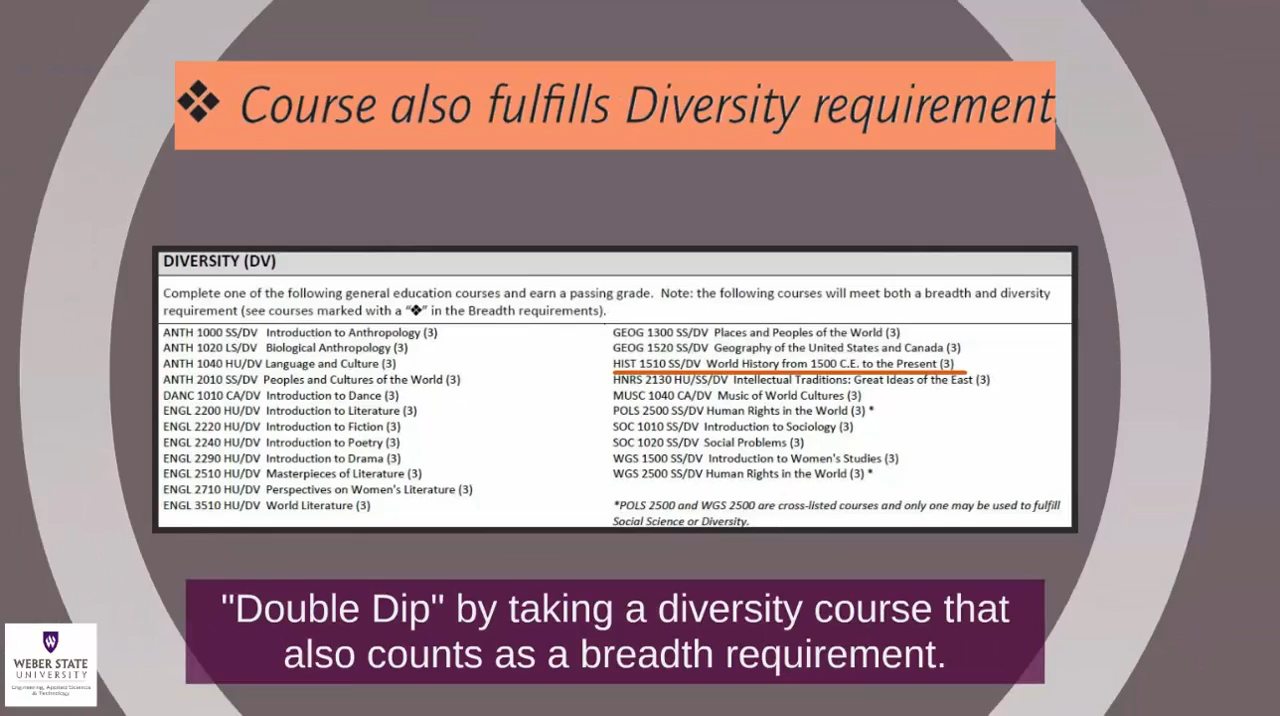 ❖ Course also fulfills Diversity requirement.
DIVERSITY (DV)
Complete one of the following general education courses and earn a passing grade. Note: the following courses will meet both a breadth and diversity
requirement (see courses marked with a "❖" in the Breadth requirements).
ANTH 1000 SS/DV Introduction to Anthropology (3)
ANTH 1020 LS/DV Biological Anthropology (3)
ANTH 1040 HU/DV Language and Culture (3)
ANTH 2010 SS/DV Peoples and Cultures of the World (3)
DANC 1010 CA/DV Introduction to Dance (3)
ENGL 2200 HU/DV Introduction to Literature (3)
ENGL 2220 HU/DV Introduction to Fiction (3)
ENGL 2240 HU/DV Introduction to Poetry (3)
ENGL 2290 HU/DV Introduction to Drama (3)
ENGL 2510 HU/DV Masterpieces of Literature (3)
ENGL 2710 HU/DV Perspectives on Women's Literature (3)
ENGL 3510 HU/DV World Literature (3)
GEOG 1300 SS/DV Places and Peoples of the World (3)
GEOG 1520 SS/DV Geography of the United States and Canada (3)
HIST 1510 SS/DV World History from 1500 C.E. to the Present (3)
HNRS 2130 HU/SS/DV Intellectual Traditions: Great Ideas of the East (3)
MUSC 1040 CA/DV Music of World Cultures (3)
POLS 2500 SS/DV Human Rights in the World (3) *
SOC 1010 SS/DV Introduction to Sociology (3)
SOC 1020 SS/DV Social Problems (3)
WGS 1500 SS/DV Introduction to Women's Studies (3)
WGS 2500 SS/DV Human Rights in the World (3) *
*POLS 2500 and WGS 2500 are cross-listed courses and only one may be used to fulfill
Social Science or Diversity.
"Double Dip" by taking a diversity course that
also counts as a breadth requirement.
WEBER STATE
UNIVERSITY
Engineering, Applied Science
& Technology